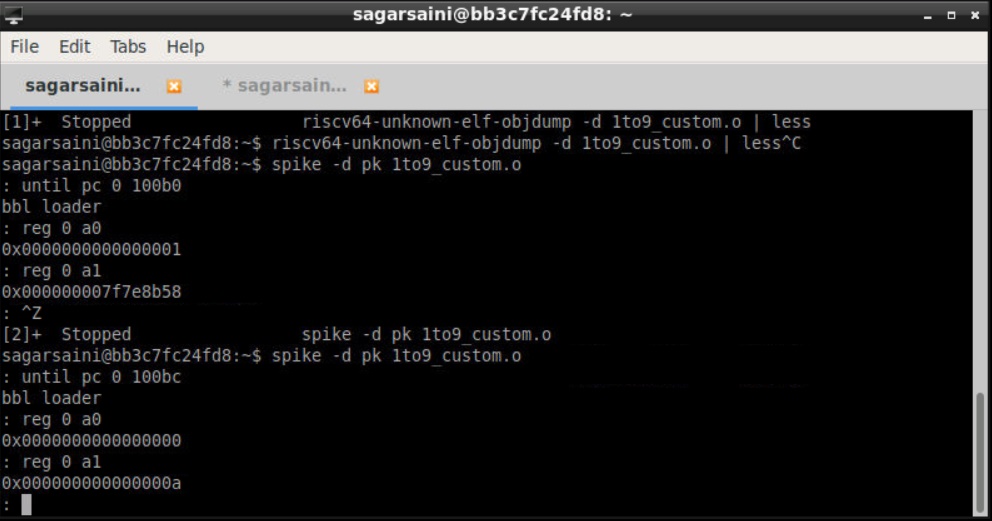 sagarsaini@bb3c7fc24fd8: ~
File Edit Tabs Help
sagarsaini... * sagarsain...
[1]+  Stopped                 riscv64-unknown-elf-objdump -d 1to9_custom.o | less
sagarsaini@bb3c7fc24fd8:~$ riscv64-unknown-elf-objdump -d 1to9_custom.o | less^C
sagarsaini@bb3c7fc24fd8:~$ spike -d pk 1to9_custom.o
: until pc 0 100b0
bbl loader
: reg 0 a0
0x0000000000000001
: reg 0 a1
0x000000007f7e8b58
: ^Z
[2]+  Stopped                 spike -d pk 1to9_custom.o
sagarsaini@bb3c7fc24fd8:~$ spike -d pk 1to9_custom.o
: until pc 0 100bc
bbl loader
: reg 0 a0
0x0000000000000000
: reg 0 a1
0x000000000000000a
: